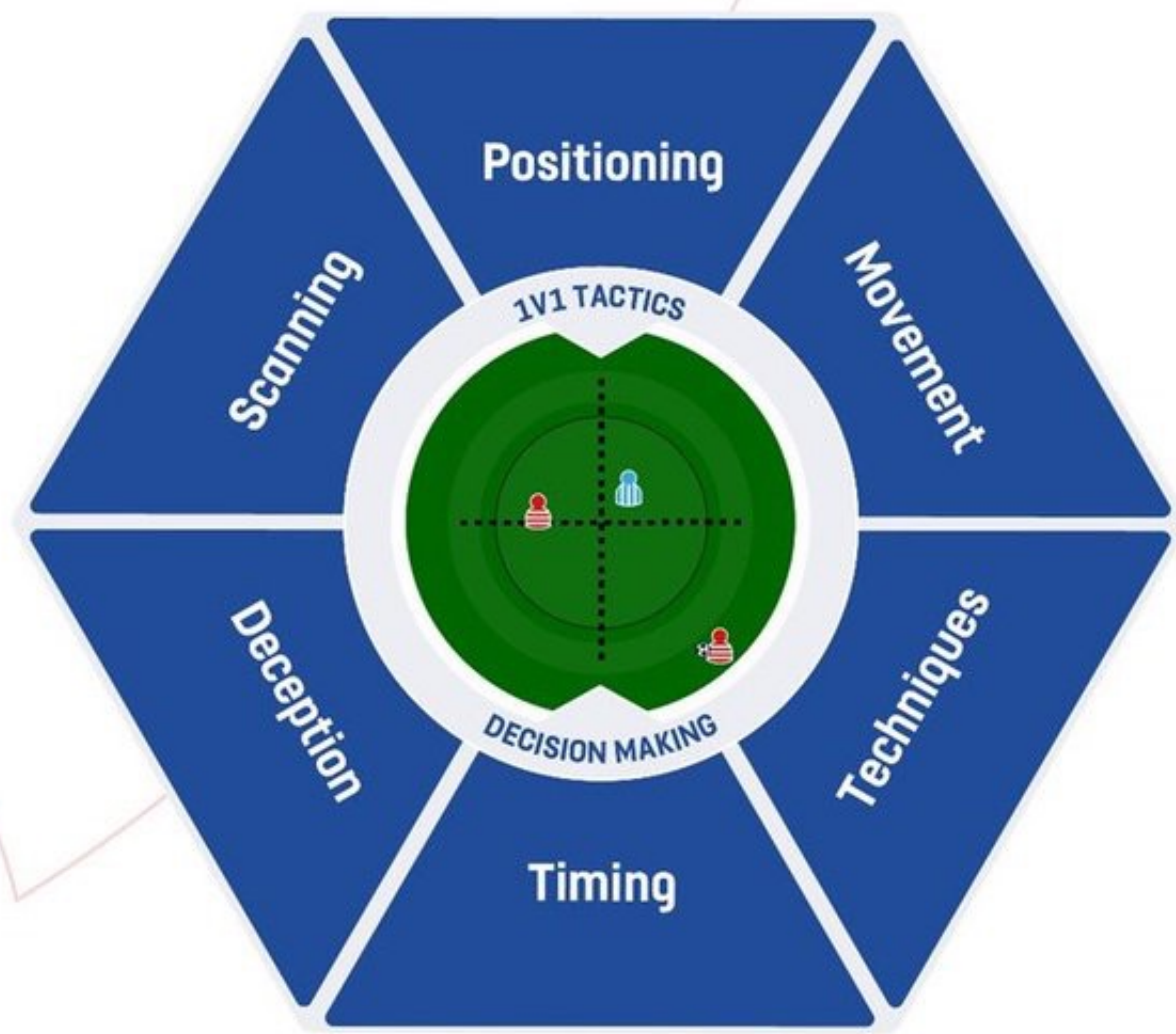 Positioning
Scanning
Movement
1V1 TACTICS
DECISION MAKING
Deception
Techniques
Timing